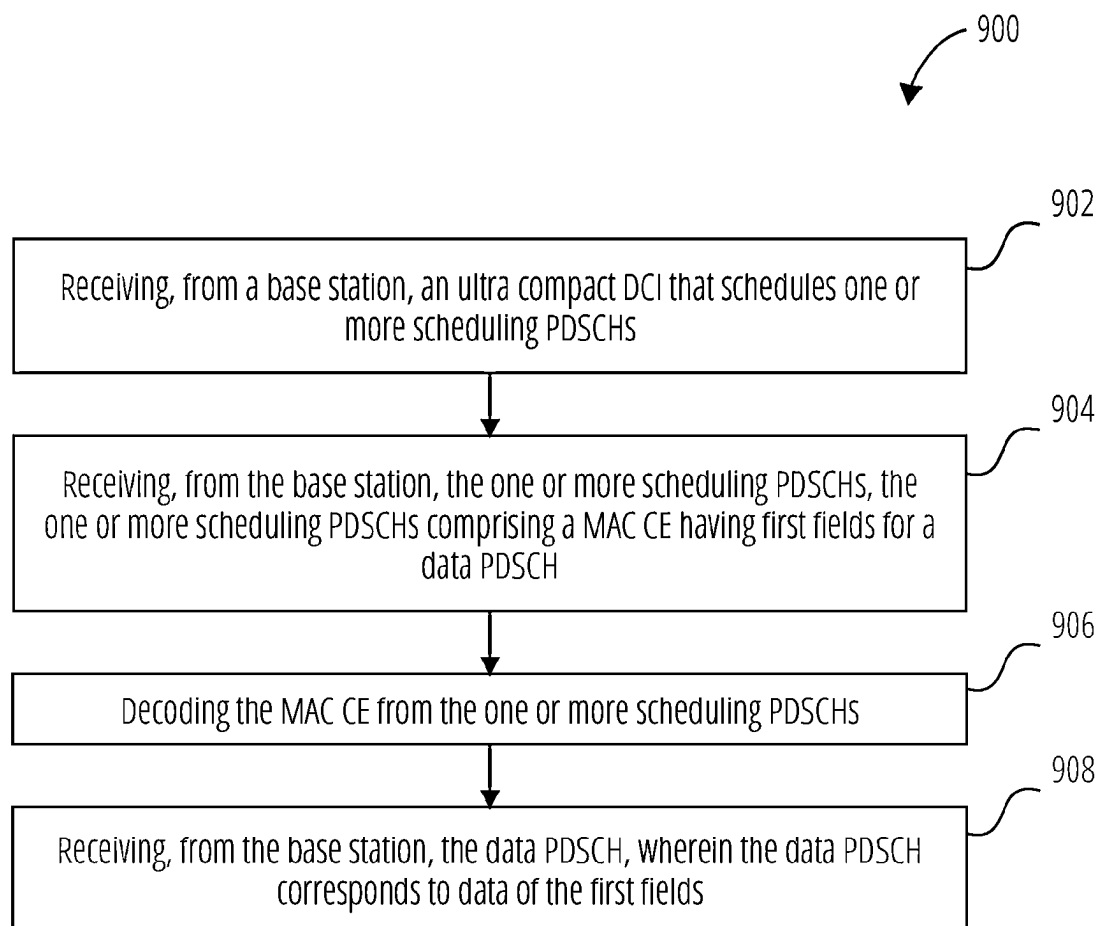 900
902
Receiving, from a base station, an ultra compact DCI that schedules one or
more scheduling PDSCHs
904
Receiving, from the base station, the one or more scheduling PDSCHs, the
one or more scheduling PDSCHs comprising a MAC CE having first fields for a
data PDSCH
906
Decoding the MAC CE from the one or more scheduling PDSCHs
908
Receiving, from the base station, the data PDSCH, wherein the data PDSCH
corresponds to data of the first fields